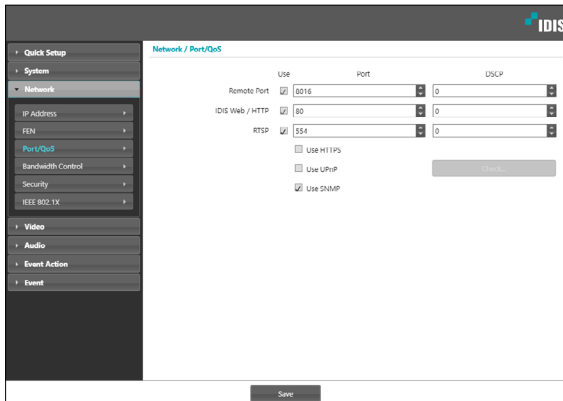 IDIS
Quick Setup
System
Network
IP Address
FEN
Port/QoS
Bandwidth Control
Security
IEEE 802.1X
Video
Audio
Event Action
Event
Network / Port/QoS
Use Port DSCP
Remote Port 8016 0
IDIS Web / HTTP 80 0
RTSP 554 0
Use HTTPS
Use UPnP Check...
Use SNMP
Save